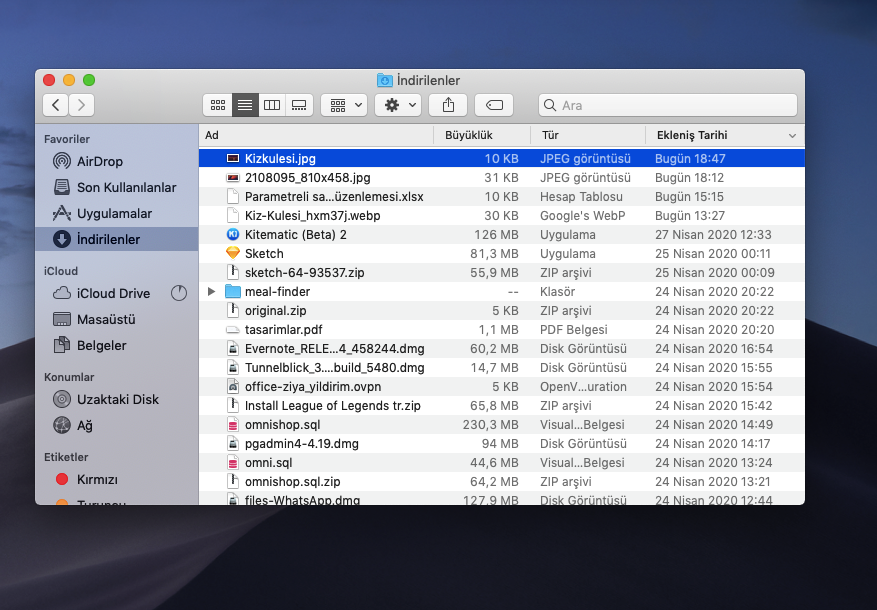 İndirilenler
Ara
Favoriler
AirDrop
Son Kullanılanlar
Uygulamalar
İndirilenler
iCloud
iCloud Drive
Masaüstü
Belgeler
Konumlar
Uzaktaki Disk
Ağ
Etiketler
Kırmızı
Turuncu
Ad Büyüklük Tür Ekleniş Tarihi
Kizkulesi.jpg 10 KB JPEG görüntüsü Bugün 18:47
2108095_810x458.jpg 31 KB JPEG görüntüsü Bugün 18:12
Parametreli sa...üzenlemesi.xlsx 10 KB Hesap Tablosu Bugün 15:15
Kiz-Kulesi_hxm37j.webp 30 KB Google's WebP Bugün 13:27
Kitematic (Beta) 2 126 MB Uygulama 27 Nisan 2020 12:33
Sketch 81,3 MB Uygulama 25 Nisan 2020 00:11
sketch-64-93537.zip 55,9 MB ZIP arşivi 25 Nisan 2020 00:09
meal-finder -- Klasör 24 Nisan 2020 20:22
original.zip 5 KB ZIP arşivi 24 Nisan 2020 20:22
tasarimlar.pdf 1,1 MB PDF Belgesi 24 Nisan 2020 20:20
Evernote_RELE...4_458244.dmg 60,2 MB Disk Görüntüsü 24 Nisan 2020 16:54
Tunnelblick_3....build_5480.dmg 14,7 MB Disk Görüntüsü 24 Nisan 2020 15:55
office-ziya_yildirim.ovpn 5 KB OpenV...uration 24 Nisan 2020 15:54
Install League of Legends tr.zip 65,8 MB ZIP arşivi 24 Nisan 2020 15:42
omnishop.sql 230,3 MB Visual...Belgesi 24 Nisan 2020 14:49
pgadmin4-4.19.dmg 94 MB Disk Görüntüsü 24 Nisan 2020 14:17
omni.sql 44,6 MB Visual...Belgesi 24 Nisan 2020 13:24
omnishop.sql.zip 64,2 MB ZIP arşivi 24 Nisan 2020 13:21
files-WhatsApp.dmg 127,9 MB Disk Görüntüsü 24 Nisan 2020 12:44